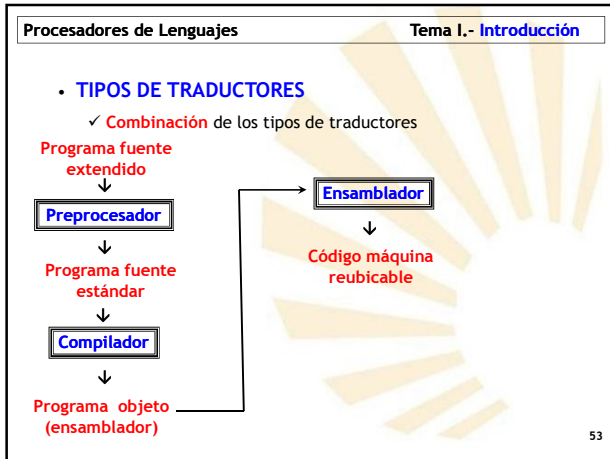 Procesadores de Lenguajes
Tema I.- Introducción
• TIPOS DE TRADUCTORES
✓ Combinación de los tipos de traductores
Programa fuente
extendido
Preprocesador
Programa fuente
estándar
Compilador
Programa objeto
(ensamblador)
Ensamblador
Código máquina
reubicable
53